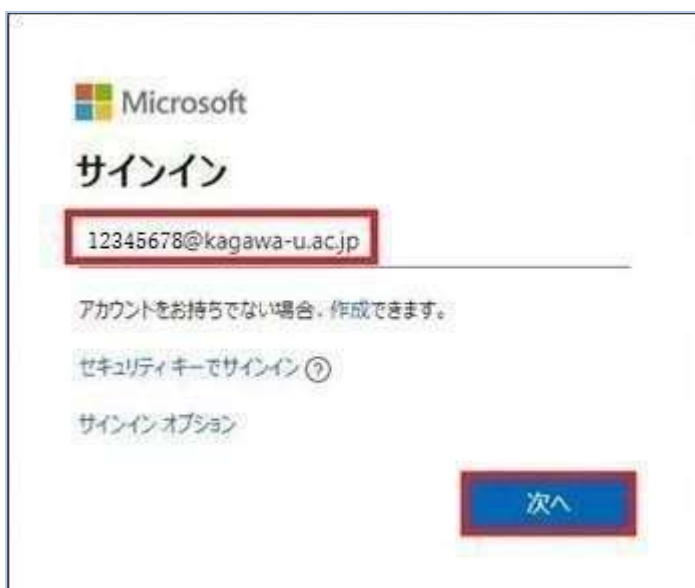 Microsoft
サインイン
12345678@kagawa-u.ac.jp
アカウントをお持ちでない場合、作成できます。
セキュリティ キーでサインイン
サインイン オプション
次へ